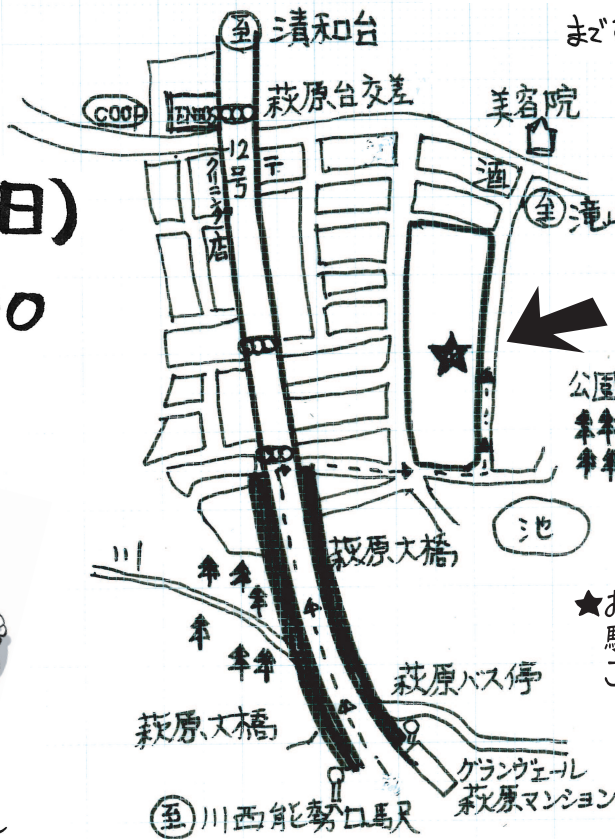 至 清和台
まで
COOP
ENEOS
萩原台交差
美容院
日)
12号
クリーニング店
〒
酒
至 滝山
0
★
公園
池
川
萩原大橋
★お
駐
こ
萩原バス停
萩原大橋
グランヴェール
萩原マンション
至 川西能勢口駅